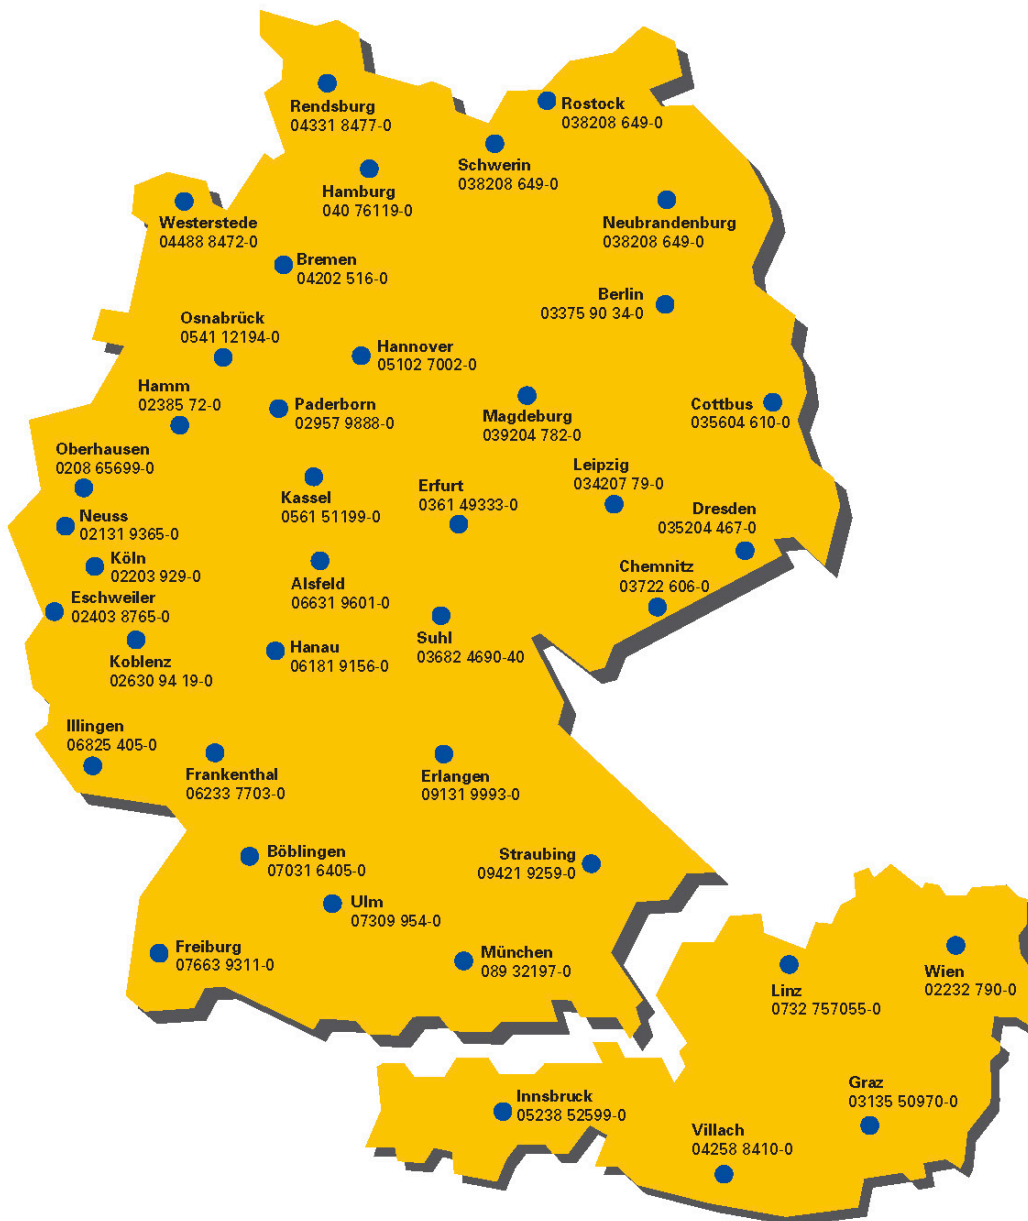 Rendsburg
04331 8477-0
Rostock
038208 649-0
Schwerin
038208 649-0
Hamburg
040 76119-0
Westerstede
04488 8472-0
Neubrandenburg
038208 649-0
Bremen
04202 516-0
Berlin
03375 90 34-0
Osnabrück
0541 12194-0
Hannover
05102 7002-0
Hamm
02385 72-0
Paderborn
02957 9888-0
Magdeburg
039204 782-0
Cottbus
035604 610-0
Oberhausen
0208 65699-0
Kassel
0561 51199-0
Erfurt
0361 49333-0
Leipzig
034207 79-0
Neuss
02131 9365-0
Dresden
035204 467-0
Köln
02203 929-0
Alsfeld
06631 9601-0
Chemnitz
03722 606-0
Eschweiler
02403 8765-0
Suhl
03682 4690-40
Koblenz
02630 94 19-0
Hanau
06181 9156-0
Illingen
06825 405-0
Frankenthal
06233 7703-0
Erlangen
09131 9993-0
Böblingen
07031 6405-0
Straubing
09421 9259-0
Ulm
07309 954-0
Freiburg
07663 9311-0
München
089 32197-0
Linz
0732 757055-0
Wien
02232 790-0
Innsbruck
05238 52599-0
Graz
03135 50970-0
Villach
04258 8410-0